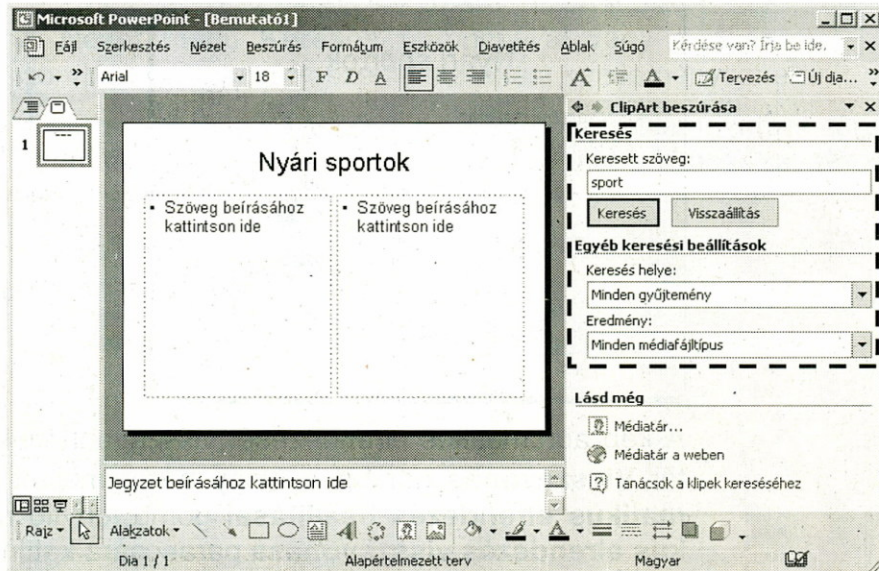 Microsoft PowerPoint - [Bemutató1]
Fájl Szerkesztés Nézet Beszúrás Formátum Eszközök Diavetítés Ablak Súgó Kérdése van? Írja be ide.
Arial 18 F D A A A Tervezés Új dia...
ClipArt beszúrása
1
Nyári sportok
• Szöveg beírásához
kattintson ide
• Szöveg beírásához
kattintson ide
Jegyzet beírásához kattintson ide
Keresés
Keresett szöveg:
sport
Keresés Visszaállítás
Egyéb keresési beállítások
Keresés helye:
Minden gyűjtemény
Eredmény:
Minden médiafájltípus
Lásd még
Médiatár...
Médiatár a weben
Tanácsok a klipek kereséséhez
Rajz Alakzatok
Dia 1 / 1 Alapértelmezett terv Magyar